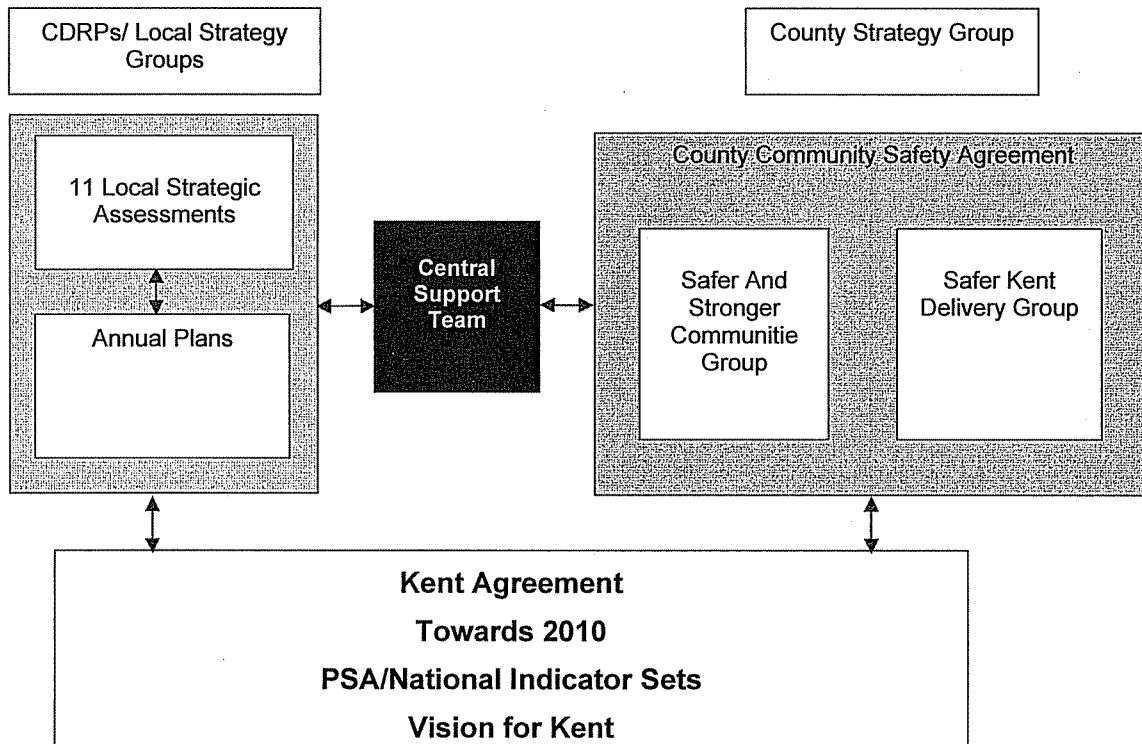 CDRPs/ Local Strategy
Groups
County Strategy Group
11 Local Strategic
Assessments
Annual Plans
Central
Support
Team
County Community Safety Agreement
Safer And
Stronger
Communitie
Group
Safer Kent
Delivery Group
Kent Agreement
Towards 2010
PSA/National Indicator Sets
Vision for Kent